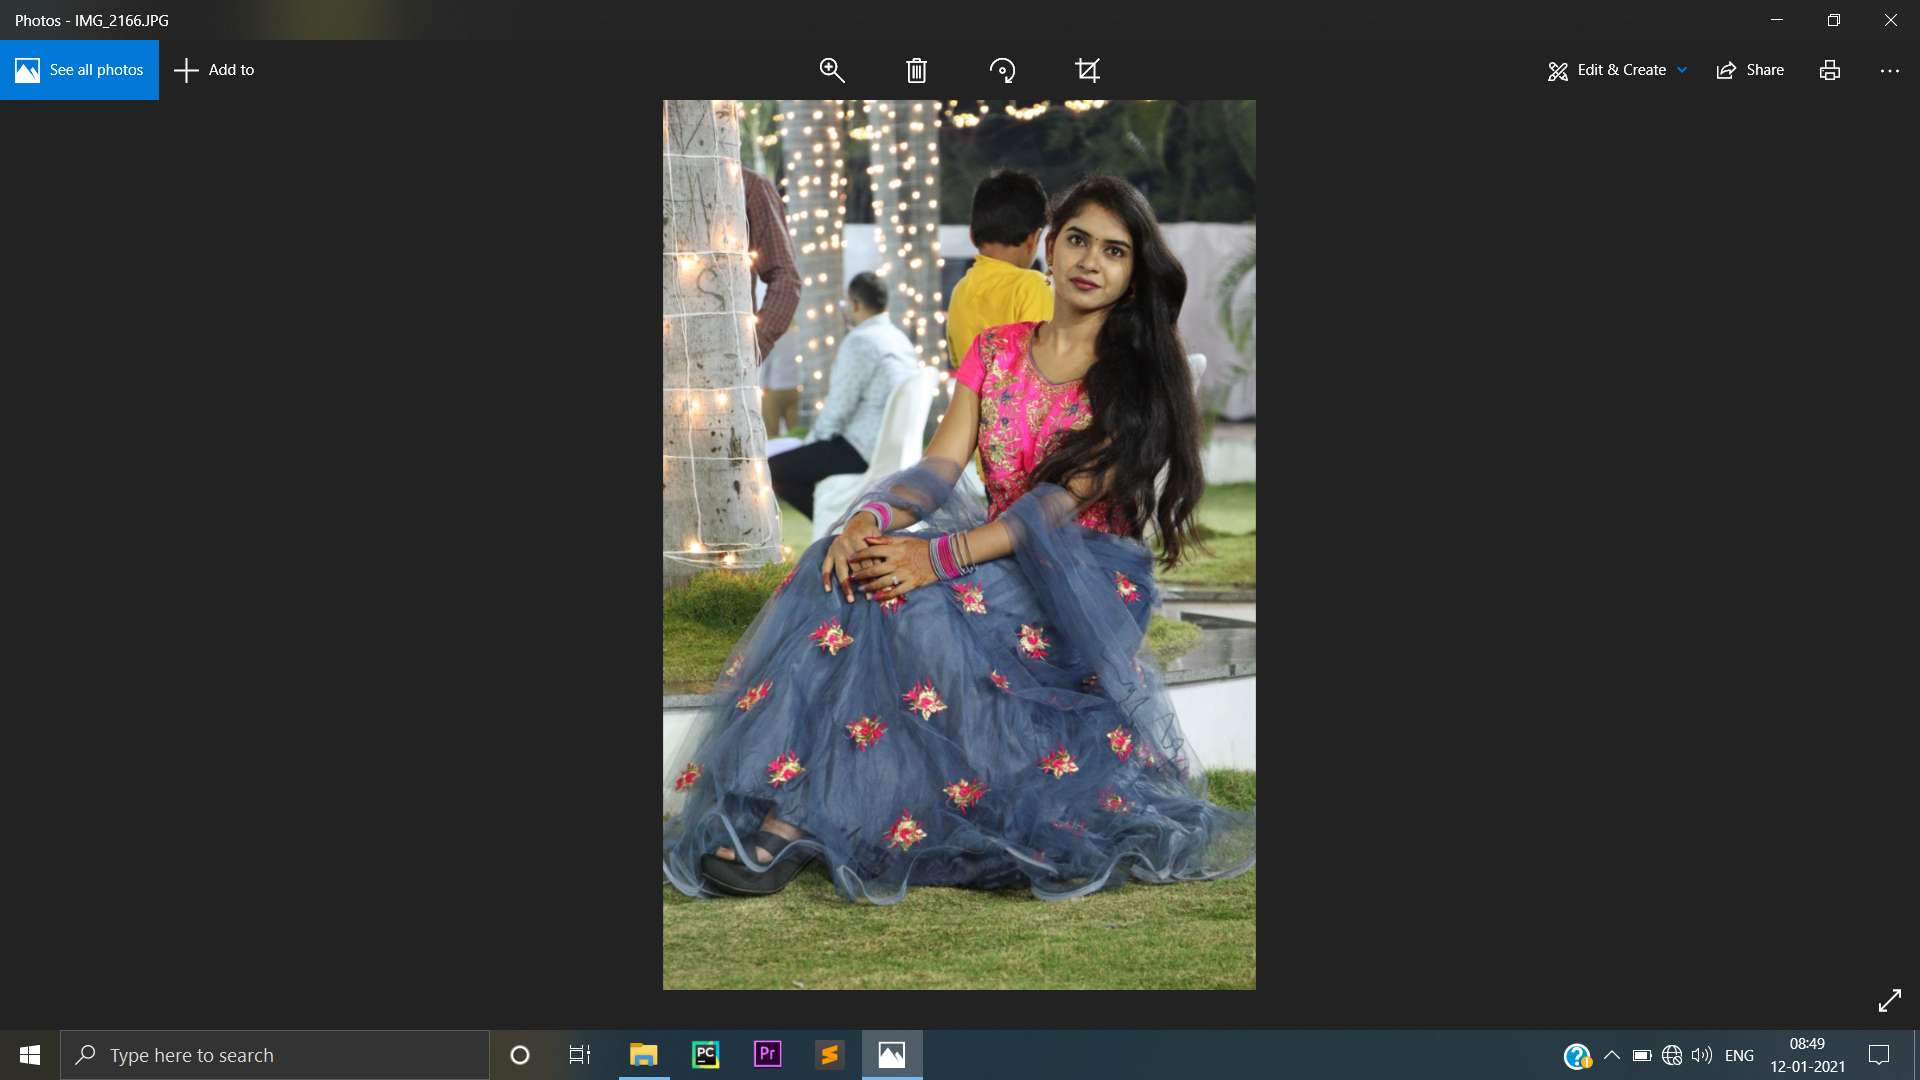 Photos - IMG_2166.JPG
See all photos
Add to
Edit & Create
Share
Type here to search
PC
Pr
ENG
08:49
12-01-2021